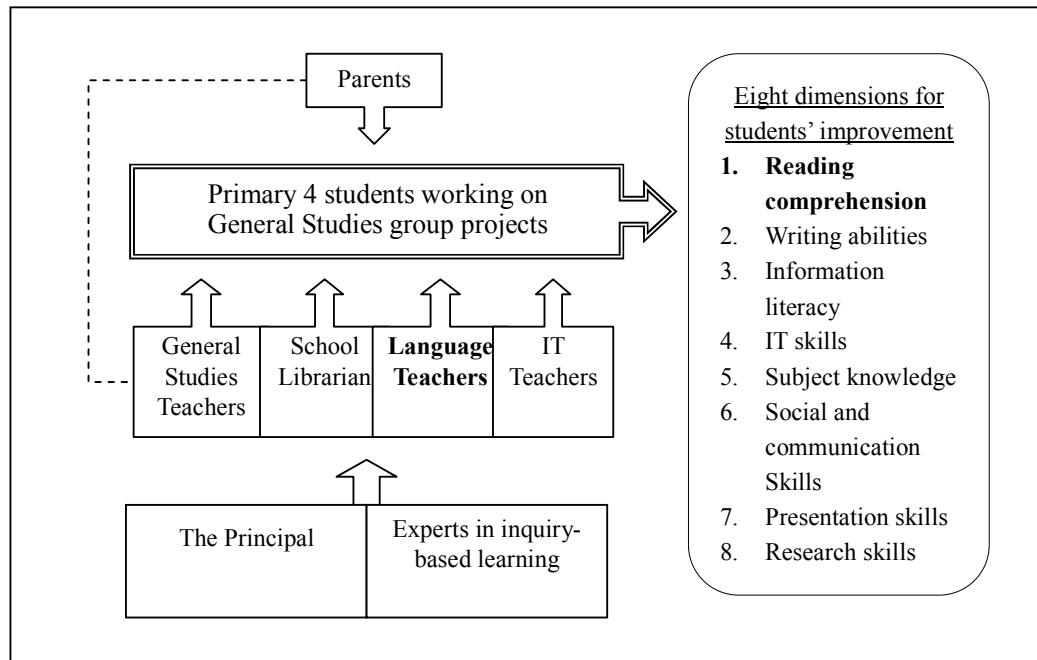 Parents
Primary 4 students working on
General Studies group projects
General
Studies
Teachers
School
Librarian
Language
Teachers
IT
Teachers
The Principal
Experts in inquiry-
based learning
Eight dimensions for
students’ improvement
1. Reading
comprehension
2. Writing abilities
3. Information
literacy
4. IT skills
5. Subject knowledge
6. Social and
communication
Skills
7. Presentation skills
8. Research skills